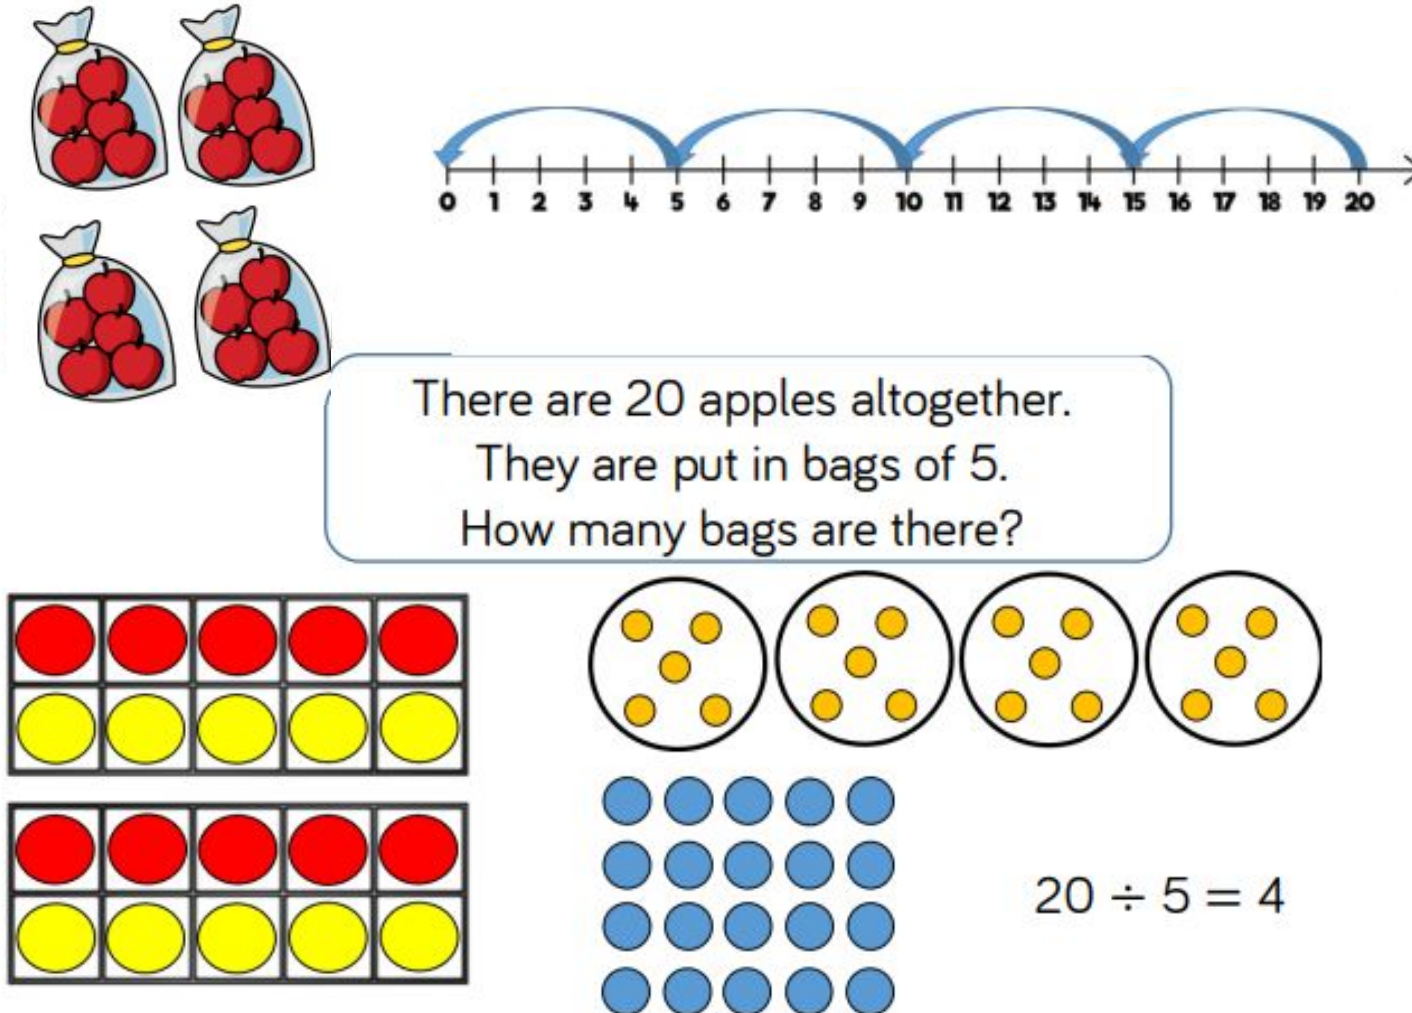 0 1 2 3 4 5 6 7 8 9 10 11 12 13 14 15 16 17 18 19 20
There are 20 apples altogether.
They are put in bags of 5.
How many bags are there?
20 ÷ 5 = 4